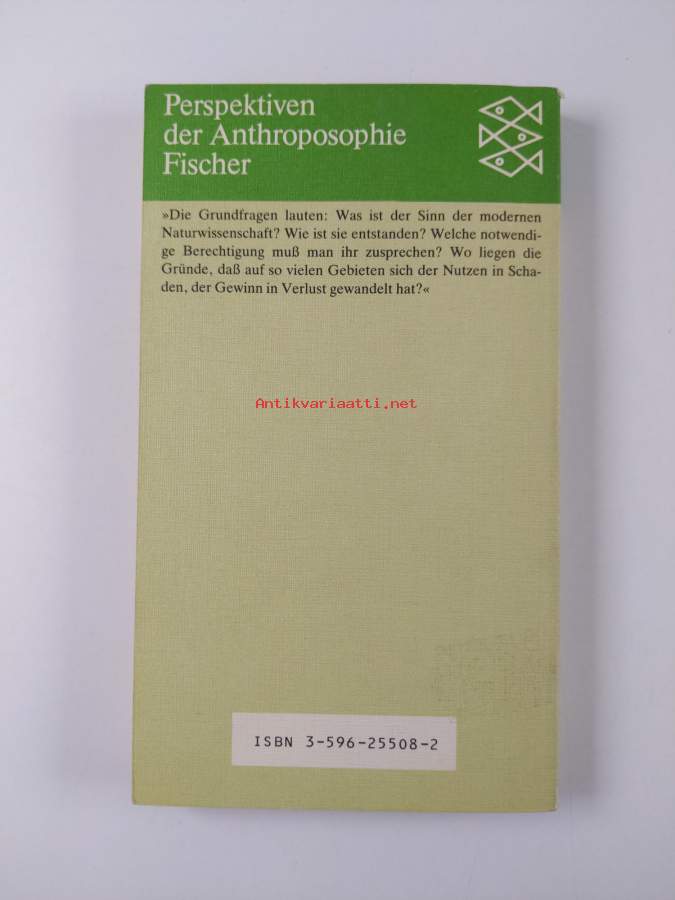 Perspektiven
der Anthroposophie
Fischer
»Die Grundfragen lauten: Was ist der Sinn der modernen
Naturwissenschaft? Wie ist sie entstanden? Welche notwendi-
ge Berechtigung muß man ihr zusprechen? Wo liegen die
Gründe, daß auf so vielen Gebieten sich der Nutzen in Scha-
den, der Gewinn in Verlust gewandelt hat?«
Antikvariaatti.net
ISBN 3-596-25508-2